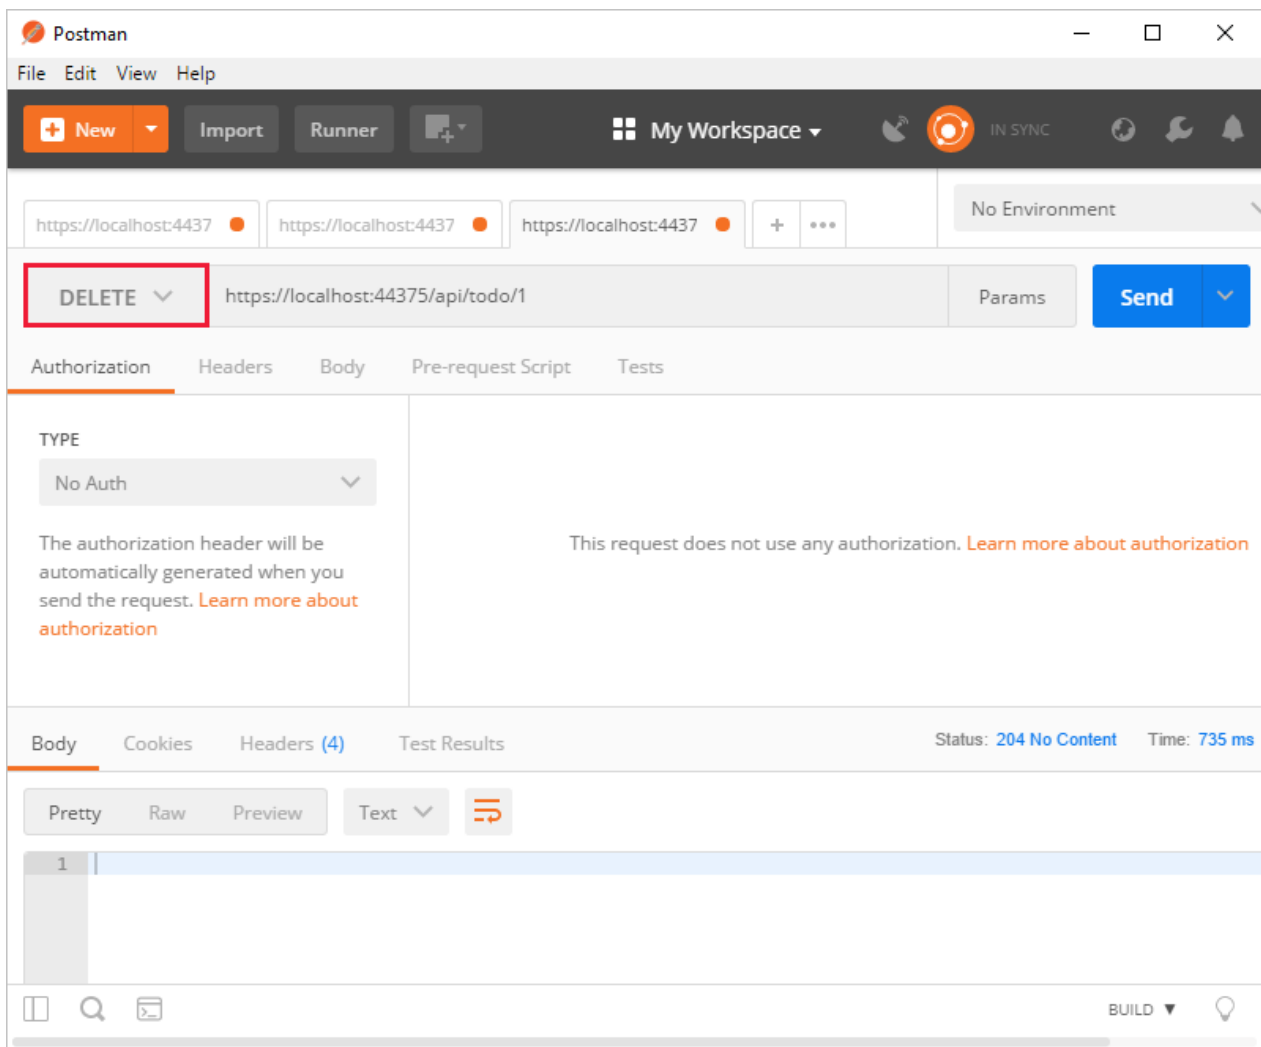 Postman
File Edit View Help
New Import Runner My Workspace IN SYNC
https://localhost:4437 https://localhost:4437 https://localhost:4437 + ••• No Environment
DELETE https://localhost:44375/api/todo/1 Params Send
Authorization Headers Body Pre-request Script Tests
TYPE
No Auth
The authorization header will be
automatically generated when you
send the request. Learn more about
authorization
This request does not use any authorization. Learn more about authorization
Body Cookies Headers (4) Test Results Status: 204 No Content Time: 735 ms
Pretty Raw Preview Text
1
BUILD ▼